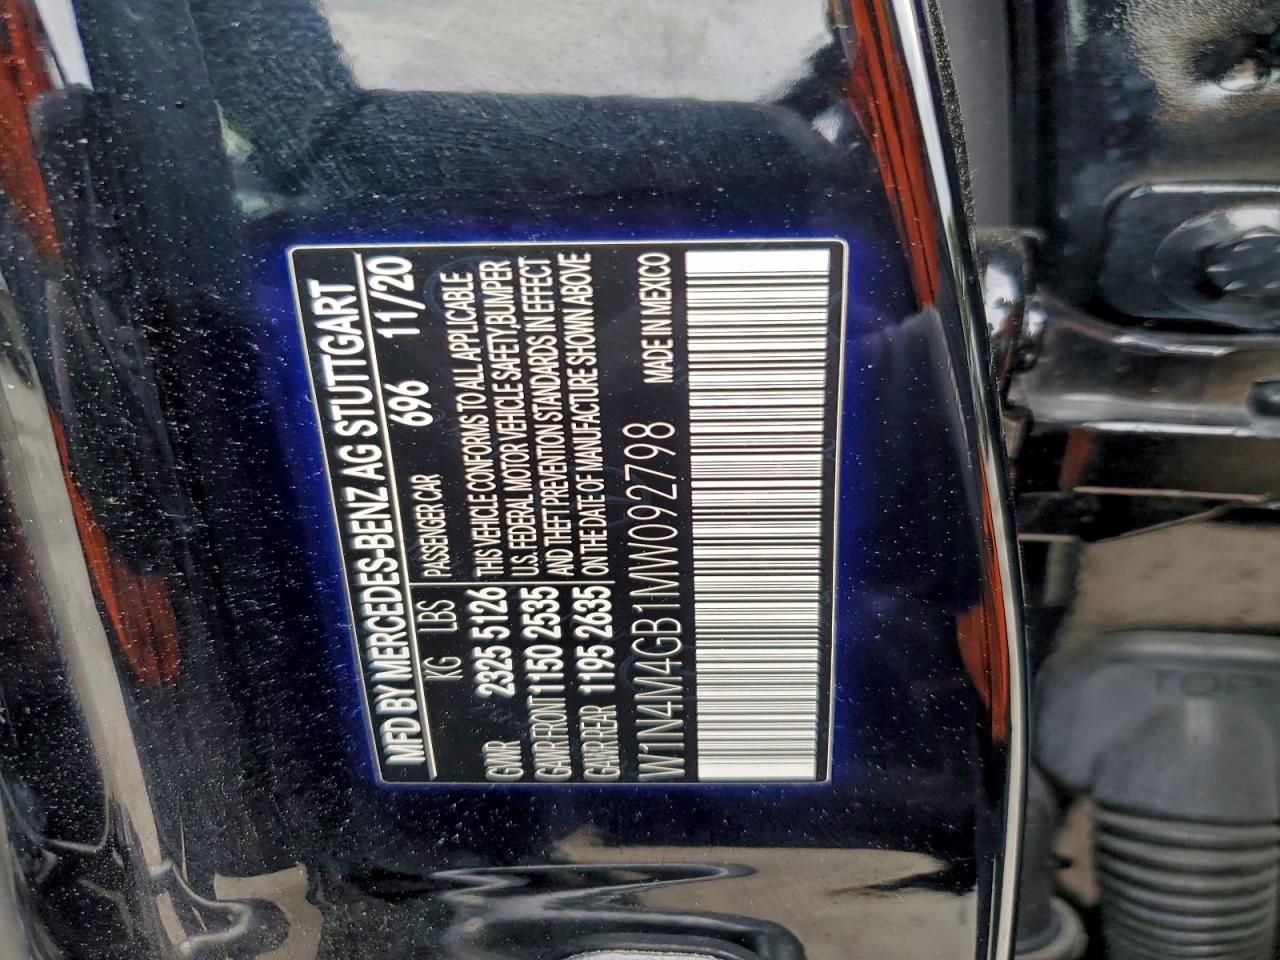 MFD BY MERCEDES-BENZ AG STUTTGART
KG LBS PASSENGER CAR 696 11/20
GVWR 2325 5126 THIS VEHICLE CONFORMS TO ALL APPLICABLE
GAWR-FRONT 1150 2535 U.S. FEDERAL MOTOR VEHICLE SAFETY,BUMPER
GAWR-REAR 1195 2635 AND THEFT PREVENTION STANDARDS IN EFFECT
ON THE DATE OF MANUFACTURE SHOWN ABOVE
W1N4M4GB1MW092798 MADE IN MEXICO
TOP